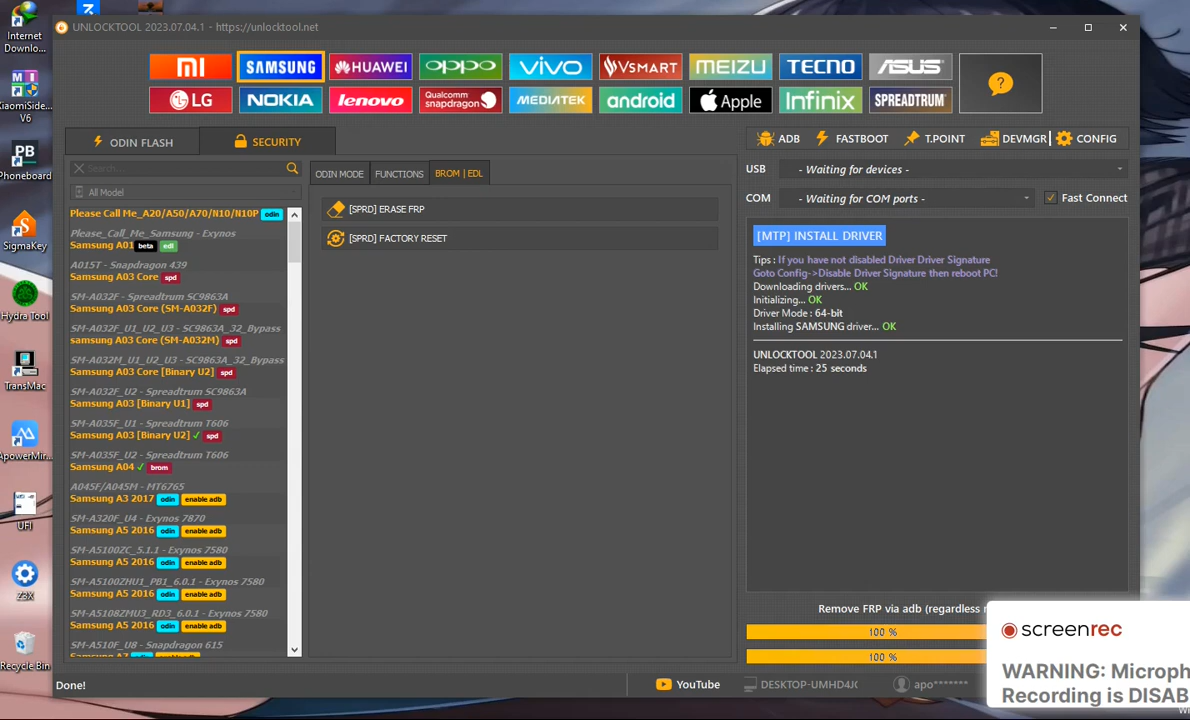 Internet
Downlo...
XiaomiSide...
V6
PB
Phoneboard
SigmaKey
Hydra Tool
TransMac
ApowerMir...
UFI
Z3X
Recycle Bin
UNLOCKTOOL 2023.07.04.1 - https://unlocktool.net
SAMSUNG
HUAWEI
oppo
vivo
VSMART
MEIZU
TECNO
ASUS
LG
NOKIA
lenovo
Qualcomm
snapdragon
MEDIATEK
android
Apple
Infinix
SPREADTRUM
?
ODIN FLASH
SECURITY
ADB
FASTBOOT
T.POINT
DEVMGR
CONFIG
Search...
All Model
Please Call Me_A20/A50/A70/N10/N10P odin
Please_Call_Me_Samsung - Exynos
Samsung A01 beta edl
A015T - Snapdragon 439
Samsung A03 Core spd
SM-A032F - Spreadtrum SC9863A
Samsung A03 Core (SM-A032F) spd
SM-A032F_U1_U2_U3 - SC9863A_32_Bypass
samsung A03 Core (SM-A032M) spd
SM-A032M_U1_U2_U3 - SC9863A_32_Bypass
Samsung A03 Core [Binary U2] spd
SM-A032F_U2 - Spreadtrum SC9863A
Samsung A03 [Binary U1] spd
SM-A035F_U1 - Spreadtrum T606
Samsung A03 [Binary U2] ✓ spd
SM-A035F_U2 - Spreadtrum T606
Samsung A04 ✓ brom
A045F/A045M - MT6765
Samsung A3 2017 odin enable adb
SM-A320F_U4 - Exynos 7870
Samsung A5 2016 odin enable adb
SM-A5100ZC_5.1.1 - Exynos 7580
Samsung A5 2016 odin enable adb
SM-A5100ZHU1_PB1_6.0.1 - Exynos 7580
Samsung A5 2016 odin enable adb
SM-A5108ZMU3_RD3_6.0.1 - Exynos 7580
Samsung A5 2016 odin enable adb
SM-A510F_U8 - Snapdragon 615
ODIN MODE
FUNCTIONS
BROM | EDL
[SPRD] ERASE FRP
[SPRD] FACTORY RESET
USB
- Waiting for devices -
COM
- Waiting for COM ports -
Fast Connect
[MTP] INSTALL DRIVER
Tips : If you have not disabled Driver Driver Signature
Goto Config->Disable Driver Signature then reboot PC!
Downloading drivers... OK
Initializing... OK
Driver Mode : 64-bit
Installing SAMSUNG driver... OK
UNLOCKTOOL 2023.07.04.1
Elapsed time : 25 seconds
Remove FRP via adb (regardless
100 %
100 %
Done!
YouTube
DESKTOP-UMHD4J
apo*******
screenrec
WARNING: Microph
Recording is DISAB